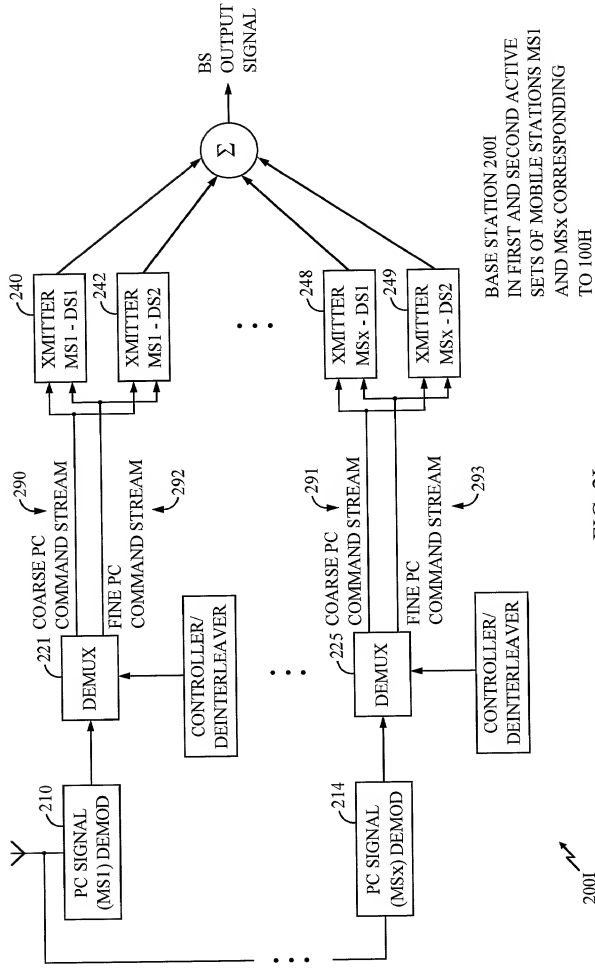 PC SIGNAL
(MS1) DEMOD
210
DEMUX
221
CONTROLLER/
DEINTERLEAVER
COARSE PC
COMMAND STREAM
290
FINE PC
COMMAND STREAM
292
XMITTER
MS1 - DS1
240
XMITTER
MS1 - DS2
242
Σ
BS
OUTPUT
SIGNAL
PC SIGNAL
(MSx) DEMOD
214
DEMUX
225
CONTROLLER/
DEINTERLEAVER
COARSE PC
COMMAND STREAM
291
FINE PC
COMMAND STREAM
293
XMITTER
MSx - DS1
248
XMITTER
MSx - DS2
249
BASE STATION 200I
IN FIRST AND SECOND ACTIVE
SETS OF MOBILE STATIONS MS1
AND MSx CORRESPONDING
TO 100H
200I